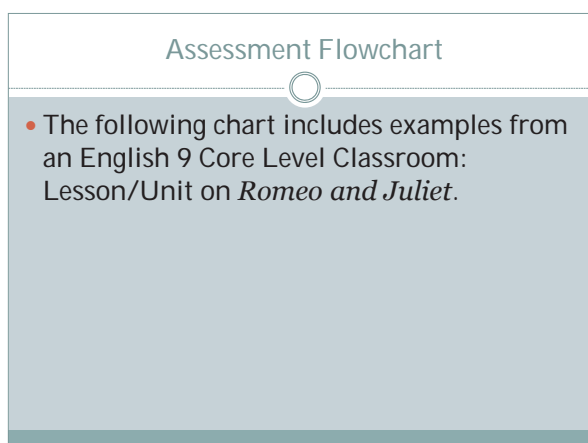 Assessment Flowchart
• The following chart includes examples from
an English 9 Core Level Classroom:
Lesson/Unit on Romeo and Juliet.